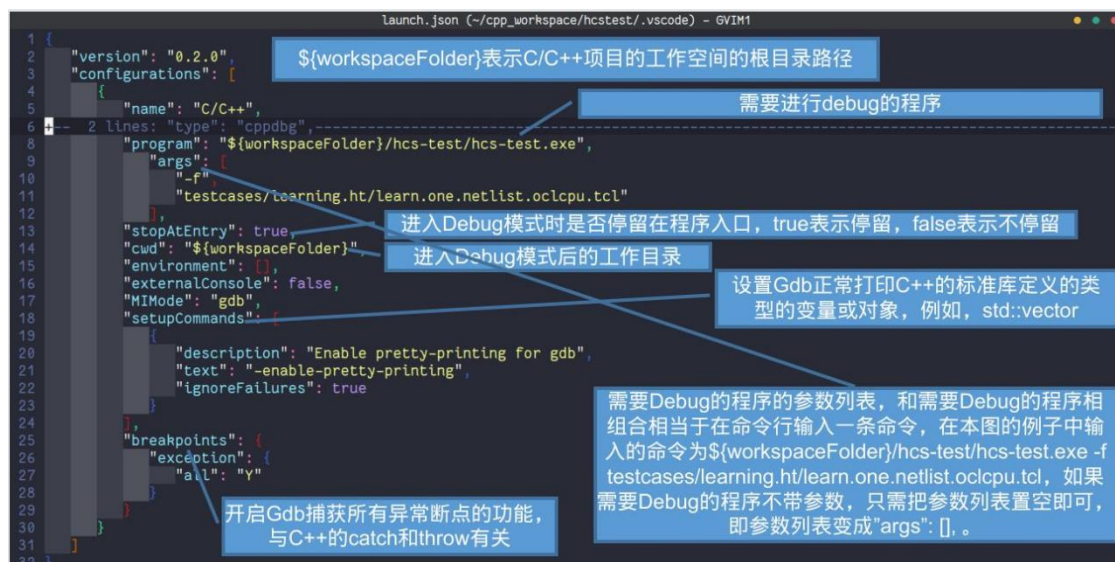 launch.json (~/cpp_workspace/hcstest/.vscode) - GVIM1
1 {
2 "version": "0.2.0",
${workspaceFolder}表示C/C++项目的工作空间的根目录路径
3 "configurations": [
4 {
5 "name": "C/C++",
需要进行debug的程序
6 +-- 2 lines: "type": "cppdbg",
8 "program": "${workspaceFolder}/hcs-test/hcs-test.exe",
9 "args": [
10 "-f",
11 "testcases/learning.ht/learn.one.netlist.oclcpu.tcl"
12 ],
13 "stopAtEntry": true,
进入Debug模式时是否停留在程序入口，true表示停留，false表示不停留
14 "cwd": "${workspaceFolder}",
进入Debug模式后的工作目录
15 "environment": [],
16 "externalConsole": false,
17 "MIMode": "gdb",
18 "setupCommands": [
设置Gdb正常打印C++的标准库定义的类
型的变量或对象，例如，std::vector
19 {
20 "description": "Enable pretty-printing for gdb",
21 "text": "-enable-pretty-printing",
22 "ignoreFailures": true
23 }
24 ],
25 "breakpoints": {
26 "exception": {
27 "all": "Y"
28 }
29 }
30 }
31 ]
32 }
需要Debug的程序的参数列表，和需要Debug的程序相
组合相当于在命令行输入一条命令，在本图的例子中输
入的命令为${workspaceFolder}/hcs-test/hcs-test.exe -f
testcases/learning.ht/learn.one.netlist.oclcpu.tcl，如果
需要Debug的程序不带参数，只需把参数列表置空即可，
即参数列表变成"args": [], 。
开启Gdb捕获所有异常断点的功能，
与C++的catch和throw有关